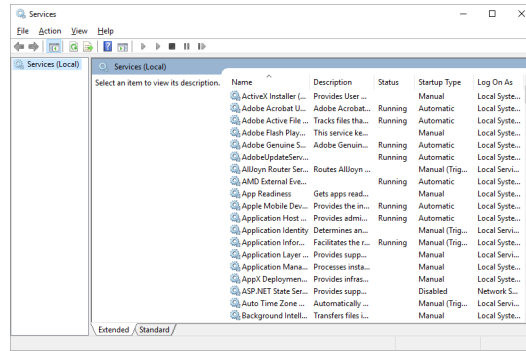 Services
File Action View Help
Services (Local)
Services (Local)
Select an item to view its description.
Name Description Status Startup Type Log On As
ActiveX Installer (... Provides User ... Manual Local Syste...
Adobe Acrobat U... Adobe Acrobat... Running Automatic Local Syste...
Adobe Active File ... Tracks files tha... Running Automatic Local Syste...
Adobe Flash Play... This service ke... Manual Local Syste...
Adobe Genuine S... Adobe Genuin... Running Automatic Local Syste...
AdobeUpdateServ... Running Automatic Local Syste...
AllJoyn Router Ser... Routes AllJoyn ... Manual (Trig... Local Servi...
AMD External Eve... Running Automatic Local Syste...
App Readiness Gets apps read... Manual Local Syste...
Apple Mobile Dev... Provides the in... Running Automatic Local Syste...
Application Host ... Provides admi... Running Automatic Local Syste...
Application Identity Determines an... Manual (Trig... Local Servi...
Application Infor... Facilitates the r... Running Manual (Trig... Local Syste...
Application Layer ... Provides supp... Manual Local Servi...
Application Mana... Processes insta... Manual Local Syste...
AppX Deploymen... Provides infras... Manual Local Syste...
ASP.NET State Ser... Provides supp... Disabled Network S...
Auto Time Zone ... Automatically ... Manual (Trig... Local Servi...
Background Intell... Transfers files i... Manual Local Syste...
Extended Standard